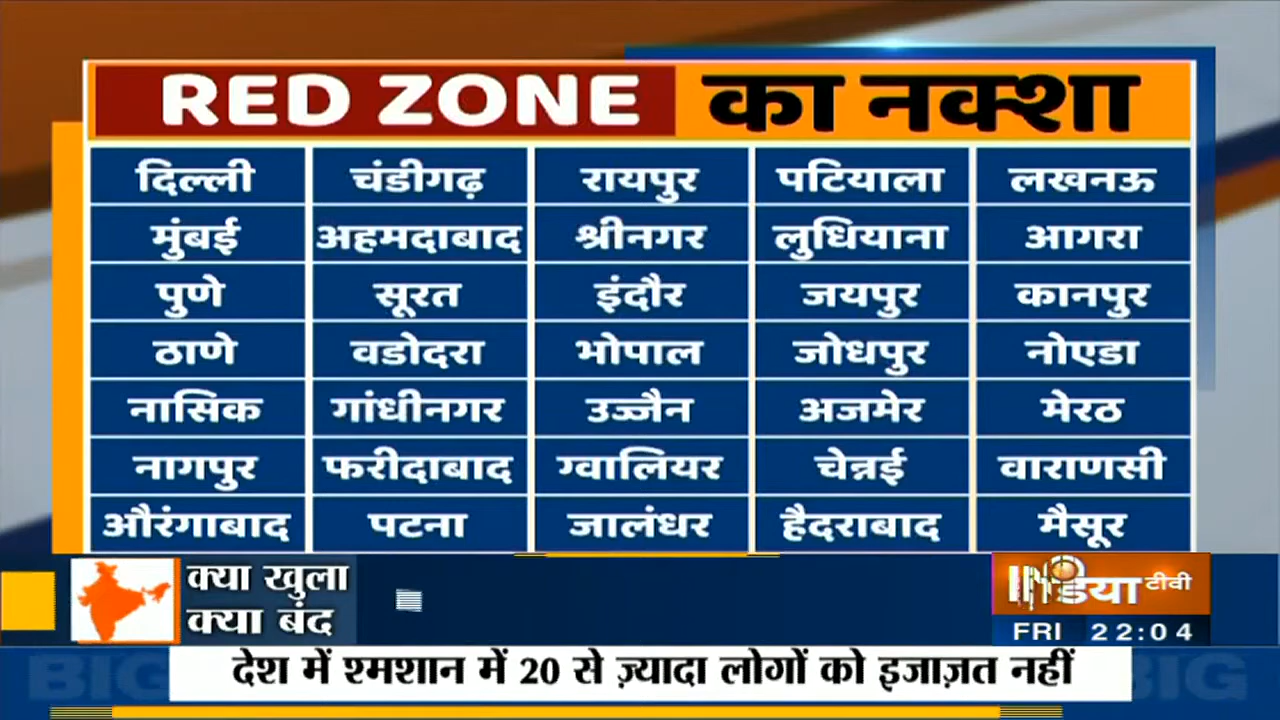 RED ZONE का नक्शा
दिल्ली चंडीगढ़ रायपुर पटियाला लखनऊ
मुंबई अहमदाबाद श्रीनगर लुधियाना आगरा
पुणे सूरत इंदौर जयपुर कानपुर
ठाणे वडोदरा भोपाल जोधपुर नोएडा
नासिक गांधीनगर उज्जैन अजमेर मेरठ
नागपुर फरीदाबाद ग्वालियर चेन्नई वाराणसी
औरंगाबाद पटना जालंधर हैदराबाद मैसूर
क्या खुला
क्या बंद
इंडिया टीवी
FRI 22:04
BIG देश में श्मशान में 20 से ज़्यादा लोगों को इजाज़त नहीं BIG